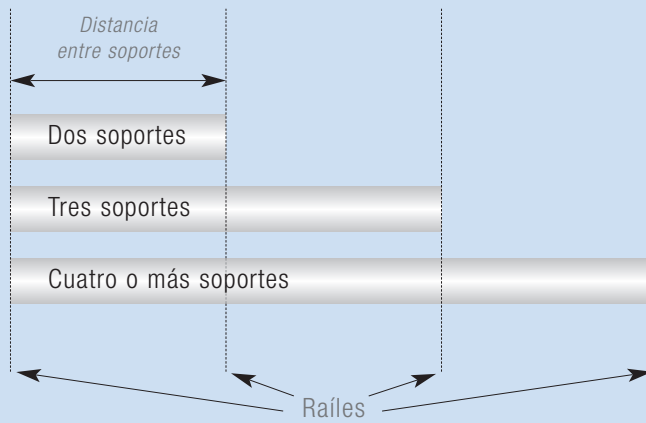 Distancia
entre soportes
Dos soportes
Tres soportes
Cuatro o más soportes
Raíles